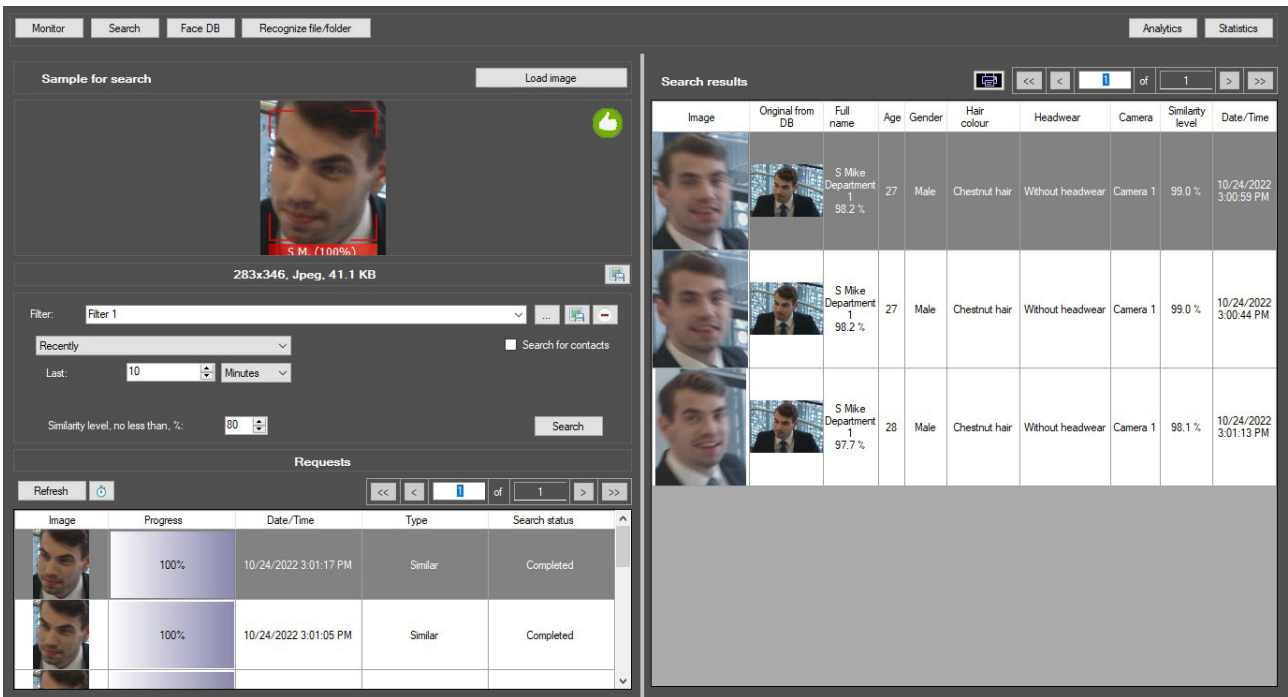 Monitor Search Face DB Recognize file/folder Analytics Statistics
Sample for search Load image
S.M. (100%)
283x346, Jpeg, 41.1 KB
Filter: Filter 1 ...
Recently Search for contacts
Last: 10 Minutes
Similarity level, no less than, %: 80 Search
Requests
Refresh << < 1 of 1 > >>
Image Progress Date/Time Type Search status
100% 10/24/2022 3:01:17 PM Similar Completed
100% 10/24/2022 3:01:05 PM Similar Completed
Search results << < 1 of 1 > >>
Image Original from DB Full name Age Gender Hair colour Headwear Camera Similarity level Date/Time
S Mike Department 1 98.2 % 27 Male Chestnut hair Without headwear Camera 1 99.0 % 10/24/2022 3:00:59 PM
S Mike Department 1 98.2 % 27 Male Chestnut hair Without headwear Camera 1 99.0 % 10/24/2022 3:00:44 PM
S Mike Department 1 97.7 % 28 Male Chestnut hair Without headwear Camera 1 98.1 % 10/24/2022 3:01:13 PM